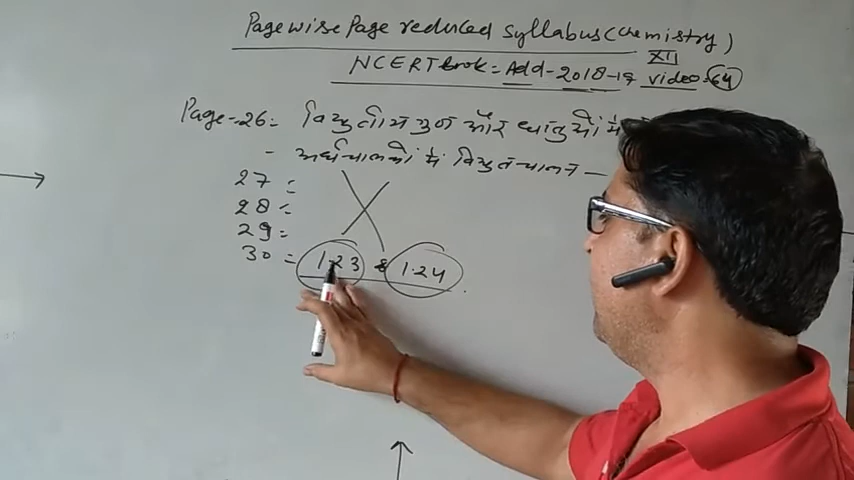 Pagewise Page reduced syllabus (Chemistry)
XII
NCERT book = Add - 2018-19 video = 64
Page - 26 = विद्युतीय गुण और धातुओं में
- अर्धचालकों में विद्युत चालन -
27 =
28 =
29 =
30 = 1.23 & 1.24